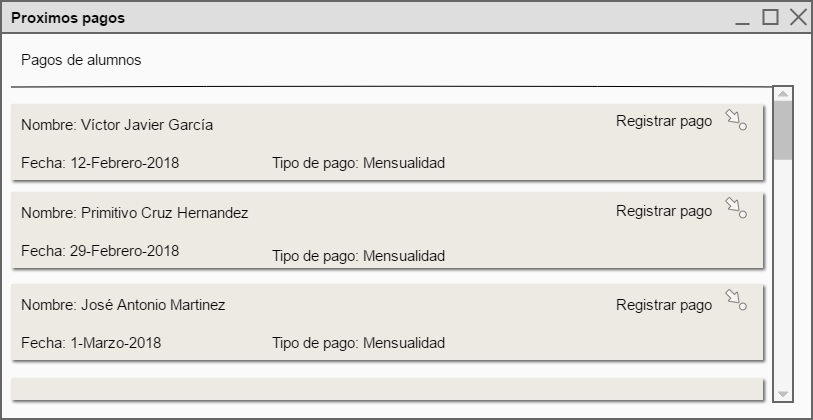 Proximos pagos
Pagos de alumnos
Nombre: Víctor Javier García
Registrar pago
Fecha: 12-Febrero-2018
Tipo de pago: Mensualidad
Nombre: Primitivo Cruz Hernandez
Registrar pago
Fecha: 29-Febrero-2018
Tipo de pago: Mensualidad
Nombre: José Antonio Martinez
Registrar pago
Fecha: 1-Marzo-2018
Tipo de pago: Mensualidad